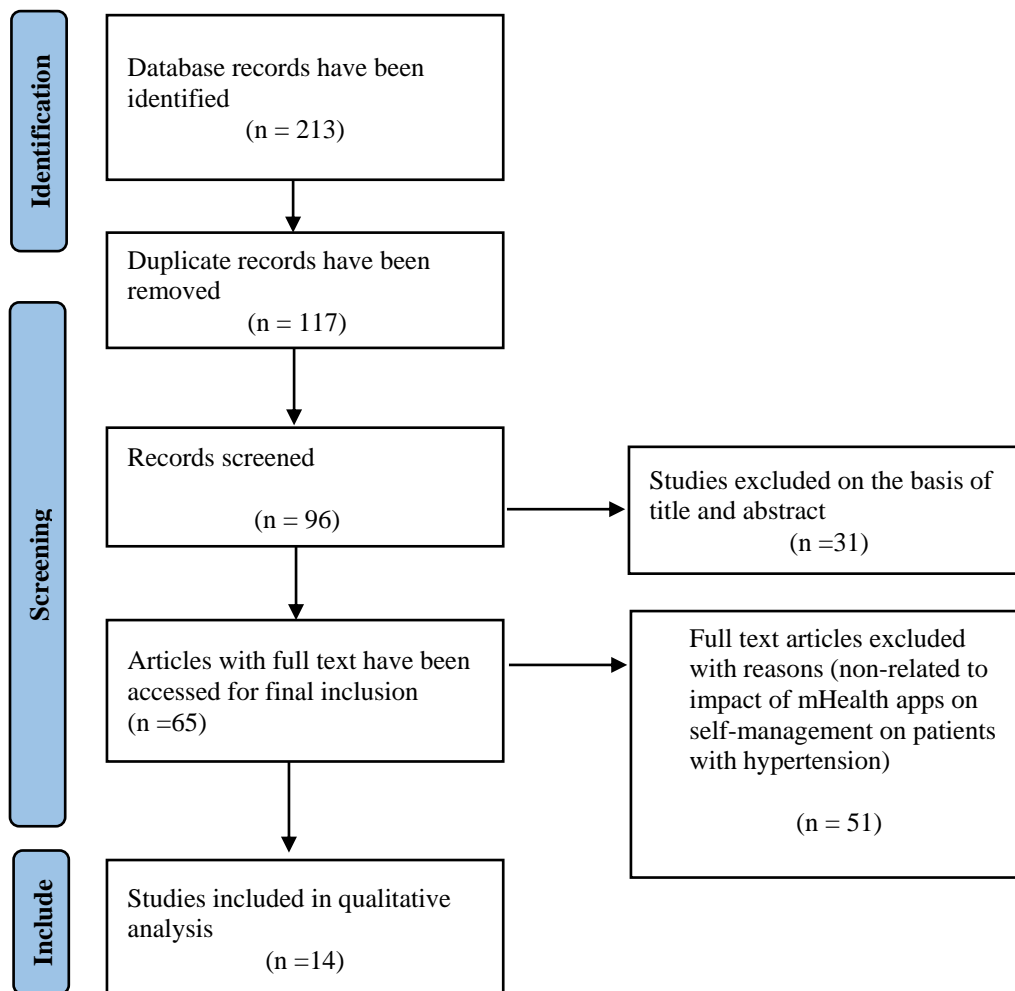 Identification
Database records have been
identified
(n = 213)
Duplicate records have been
removed
(n = 117)
Screening
Records screened
(n = 96)
Studies excluded on the basis of
title and abstract
(n =31)
Articles with full text have been
accessed for final inclusion
(n =65)
Full text articles excluded
with reasons (non-related to
impact of mHealth apps on
self-management on patients
with hypertension)
(n = 51)
Include
Studies included in qualitative
analysis
(n =14)